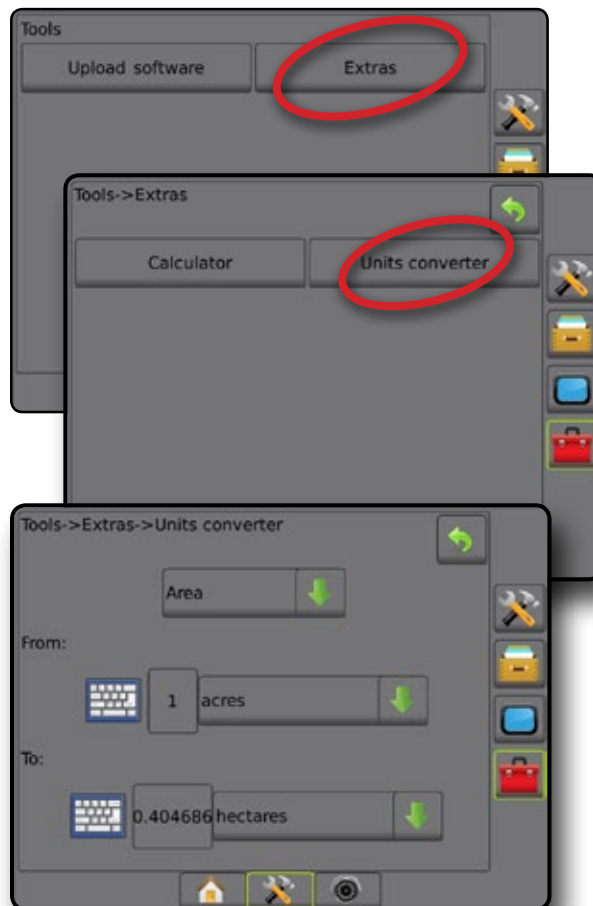 Tools
Upload software Extras
Tools->Extras
Calculator Units converter
Tools->Extras->Units converter
Area
From:
1 acres
To:
0.404686 hectares